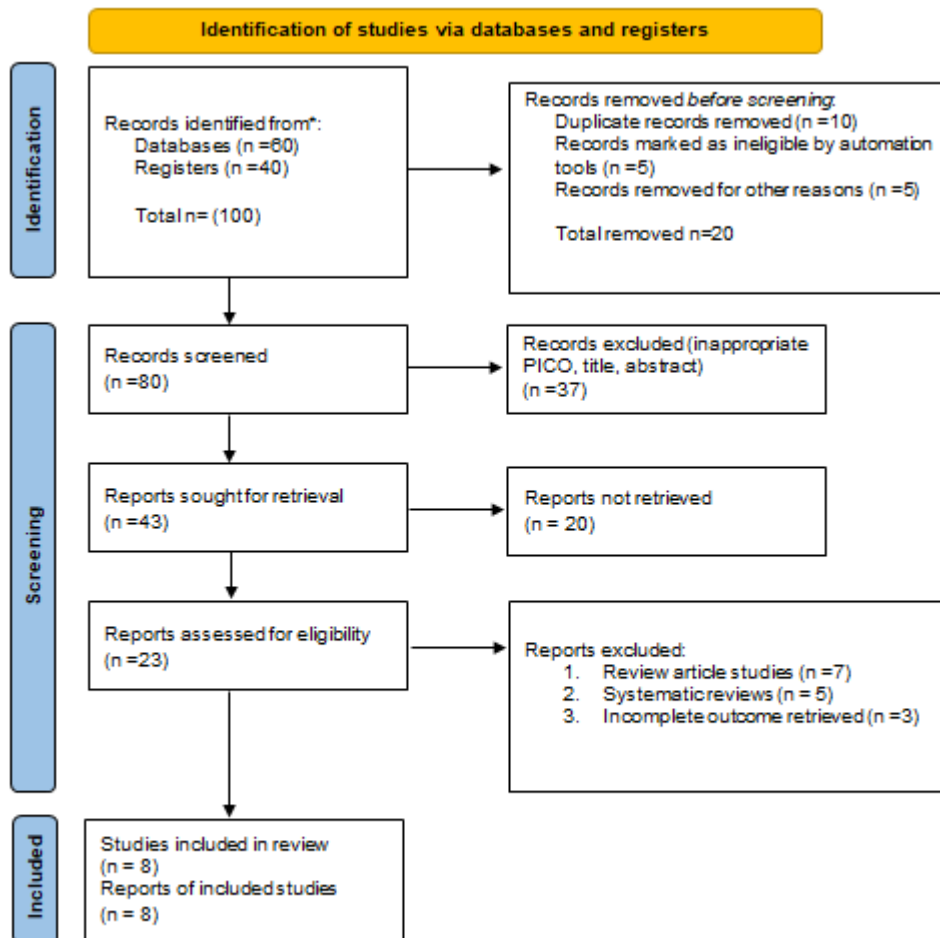 Identification of studies via databases and registers
Identification
Records identified from*:
Databases (n =60)
Registers (n =40)
Total n= (100)
Records removed before screening:
Duplicate records removed (n =10)
Records marked as ineligible by automation
tools (n =5)
Records removed for other reasons (n =5)
Total removed n=20
Screening
Records screened
(n =80)
Records excluded (inappropriate
PICO, title, abstract)
(n =37)
Reports sought for retrieval
(n =43)
Reports not retrieved
(n = 20)
Reports assessed for eligibility
(n =23)
Reports excluded:
1. Review article studies (n =7)
2. Systematic reviews (n = 5)
3. Incomplete outcome retrieved (n =3)
Included
Studies included in review
(n = 8)
Reports of included studies
(n = 8)